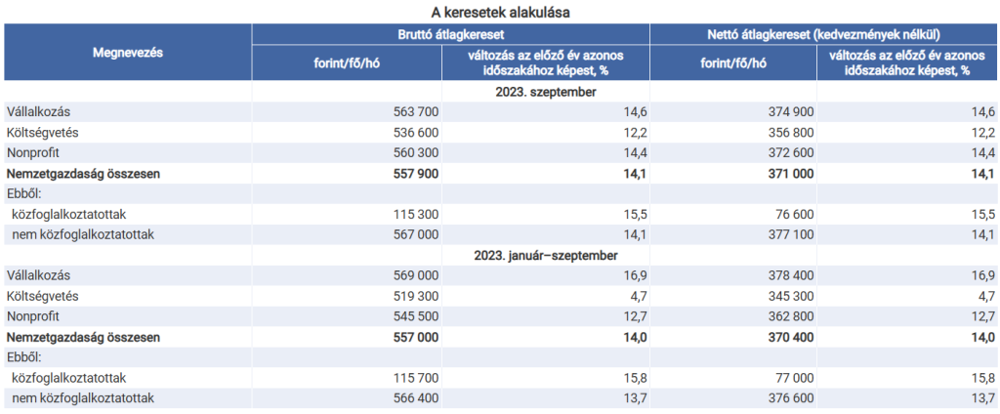 A keresetek alakulása
Megnevezés
Bruttó átlagkereset
Nettó átlagkereset (kedvezmények nélkül)
forint/fő/hó
változás az előző év azonos
időszakához képest, %
forint/fő/hó
változás az előző év azonos
időszakához képest, %
2023. szeptember
Vállalkozás 563 700 14,6 374 900 14,6
Költségvetés 536 600 12,2 356 800 12,2
Nonprofit 560 300 14,4 372 600 14,4
Nemzetgazdaság összesen 557 900 14,1 371 000 14,1
Ebből:
közfoglalkoztatottak 115 300 15,5 76 600 15,5
nem közfoglalkoztatottak 567 000 14,1 377 100 14,1
2023. január–szeptember
Vállalkozás 569 000 16,9 378 400 16,9
Költségvetés 519 300 4,7 345 300 4,7
Nonprofit 545 500 12,7 362 800 12,7
Nemzetgazdaság összesen 557 000 14,0 370 400 14,0
Ebből:
közfoglalkoztatottak 115 700 15,8 77 000 15,8
nem közfoglalkoztatottak 566 400 13,7 376 600 13,7